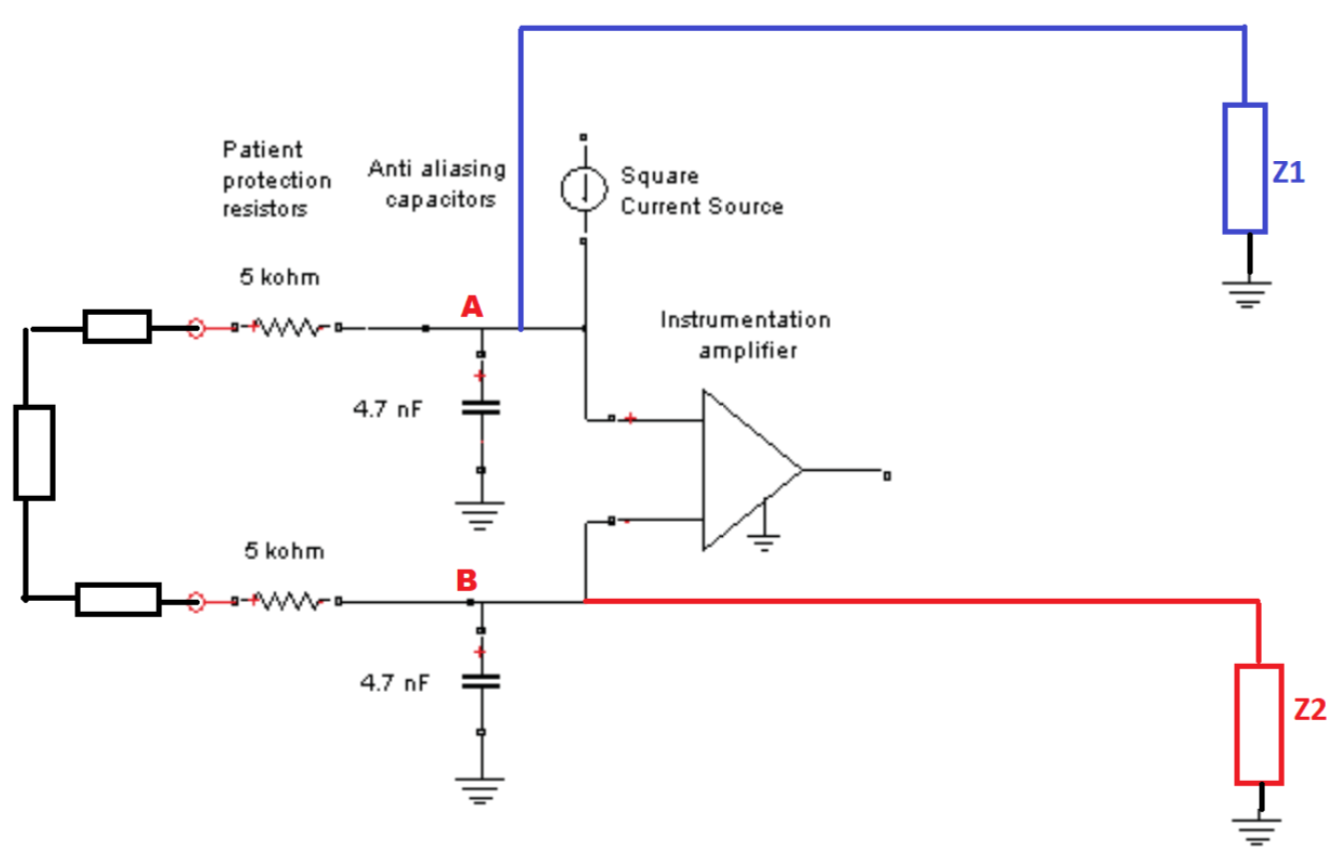 Patient
protection
resistors
Anti aliasing
capacitors
Square
Current Source
Z1
5 kohm
A
Instrumentation
amplifier
4.7 nF
5 kohm
B
4.7 nF
Z2